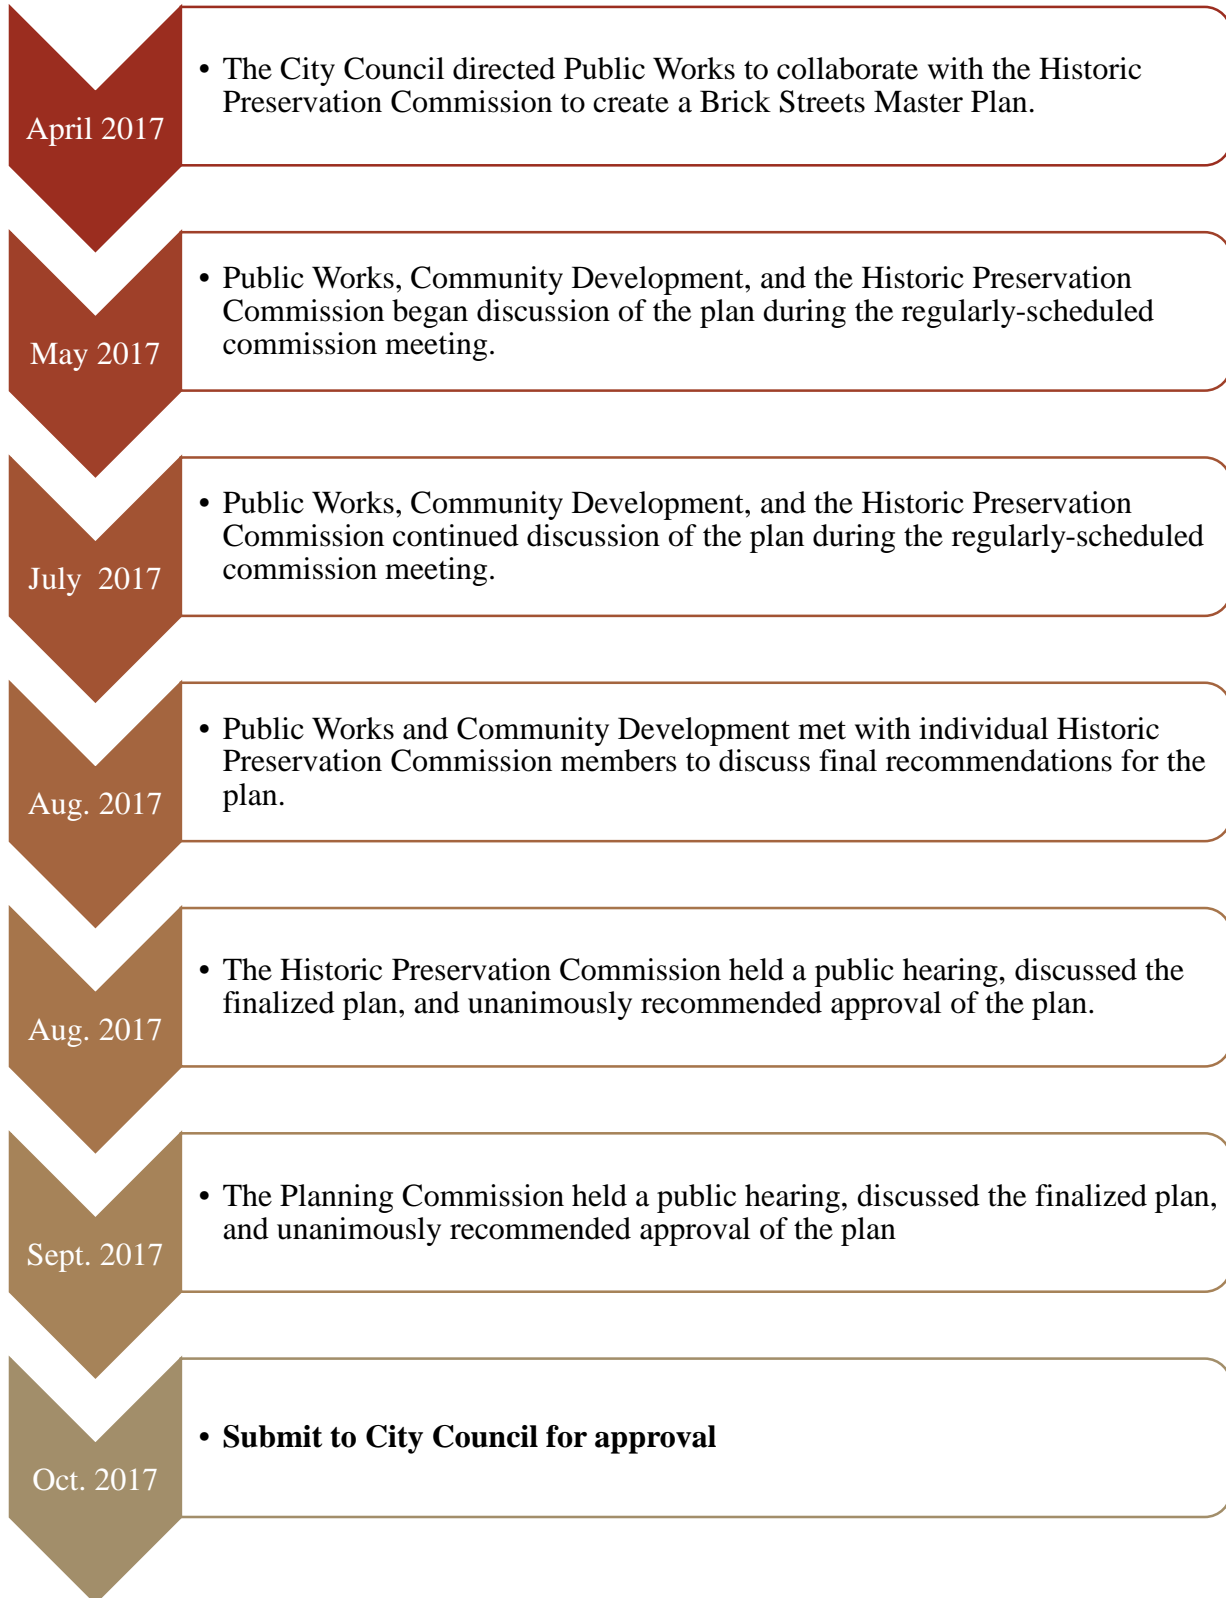 April 2017
• The City Council directed Public Works to collaborate with the Historic
Preservation Commission to create a Brick Streets Master Plan.
May 2017
• Public Works, Community Development, and the Historic Preservation
Commission began discussion of the plan during the regularly-scheduled
commission meeting.
July  2017
• Public Works, Community Development, and the Historic Preservation
Commission continued discussion of the plan during the regularly-scheduled
commission meeting.
Aug. 2017
• Public Works and Community Development met with individual Historic
Preservation Commission members to discuss final recommendations for the
plan.
Aug. 2017
• The Historic Preservation Commission held a public hearing, discussed the
finalized plan, and unanimously recommended approval of the plan.
Sept. 2017
• The Planning Commission held a public hearing, discussed the finalized plan,
and unanimously recommended approval of the plan
Oct. 2017
• Submit to City Council for approval